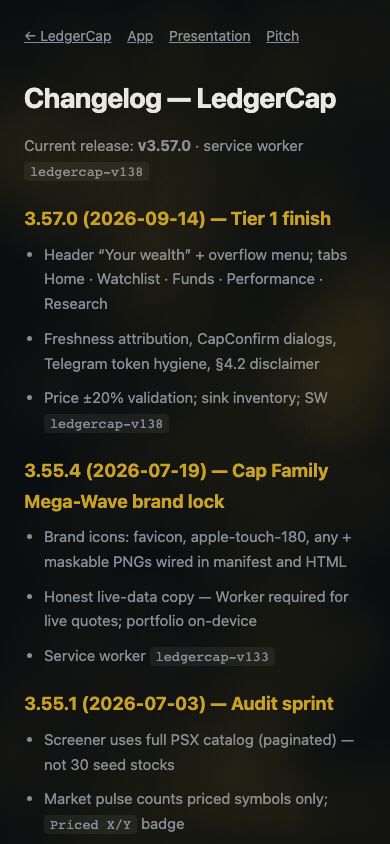 ← LedgerCap App Presentation Pitch
Changelog — LedgerCap
Current release: v3.57.0 · service worker
ledgercap-v138
3.57.0 (2026-09-14) — Tier 1 finish
• Header “Your wealth” + overflow menu; tabs
Home · Watchlist · Funds · Performance ·
Research
• Freshness attribution, CapConfirm dialogs,
Telegram token hygiene, §4.2 disclaimer
• Price ±20% validation; sink inventory; SW
ledgercap-v138
3.55.4 (2026-07-19) — Cap Family
Mega-Wave brand lock
• Brand icons: favicon, apple-touch-180, any +
maskable PNGs wired in manifest and HTML
• Honest live-data copy — Worker required for
live quotes; portfolio on-device
• Service worker ledgercap-v133
3.55.1 (2026-07-03) — Audit sprint
• Screener uses full PSX catalog (paginated) —
not 30 seed stocks
• Market pulse counts priced symbols only;
Priced X/Y badge